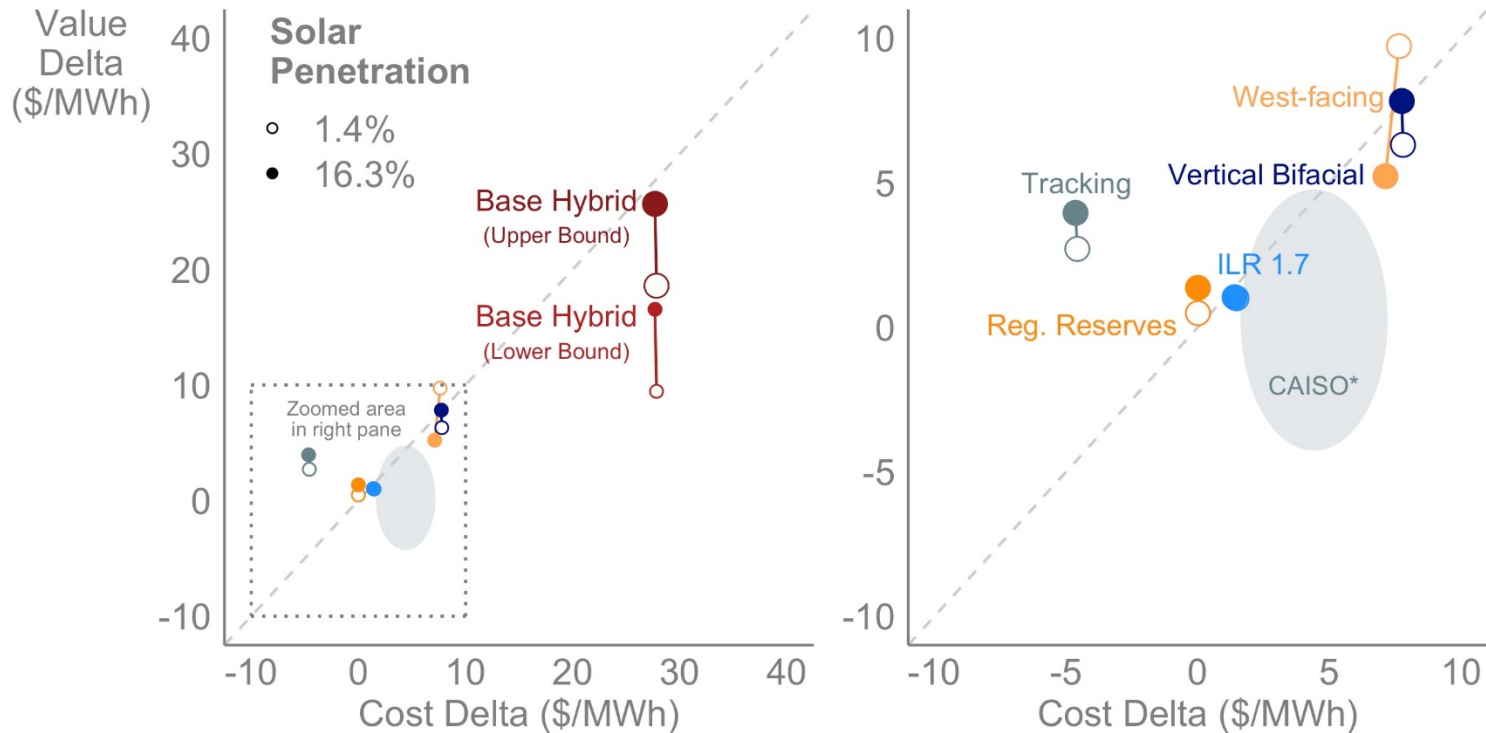 Value
Delta
($/MWh)
40
30
20
10
0
-10
Solar
Penetration
1.4%
16.3%
Base Hybrid
(Upper Bound)
Base Hybrid
(Lower Bound)
Zoomed area
in right pane
-10
0
10
20
30
40
Cost Delta ($/MWh)
10
5
0
-5
-10
West-facing
Vertical Bifacial
Tracking
ILR 1.7
Reg. Reserves
CAISO*
-10
-5
0
5
10
Cost Delta ($/MWh)